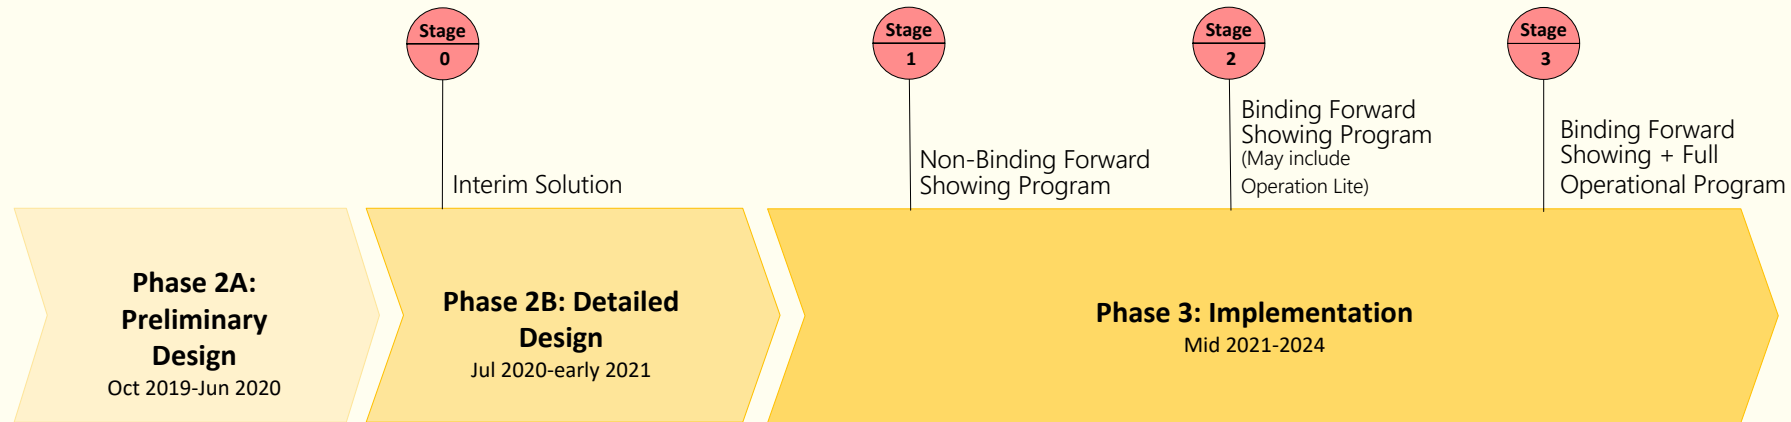 Stage
0
Interim Solution
Stage
1
Non-Binding Forward
Showing Program
Stage
2
Binding Forward
Showing Program
(May include
Operation Lite)
Stage
3
Binding Forward
Showing + Full
Operational Program
Phase 2A:
Preliminary
Design
Oct 2019-Jun 2020
Phase 2B: Detailed
Design
Jul 2020-early 2021
Phase 3: Implementation
Mid 2021-2024